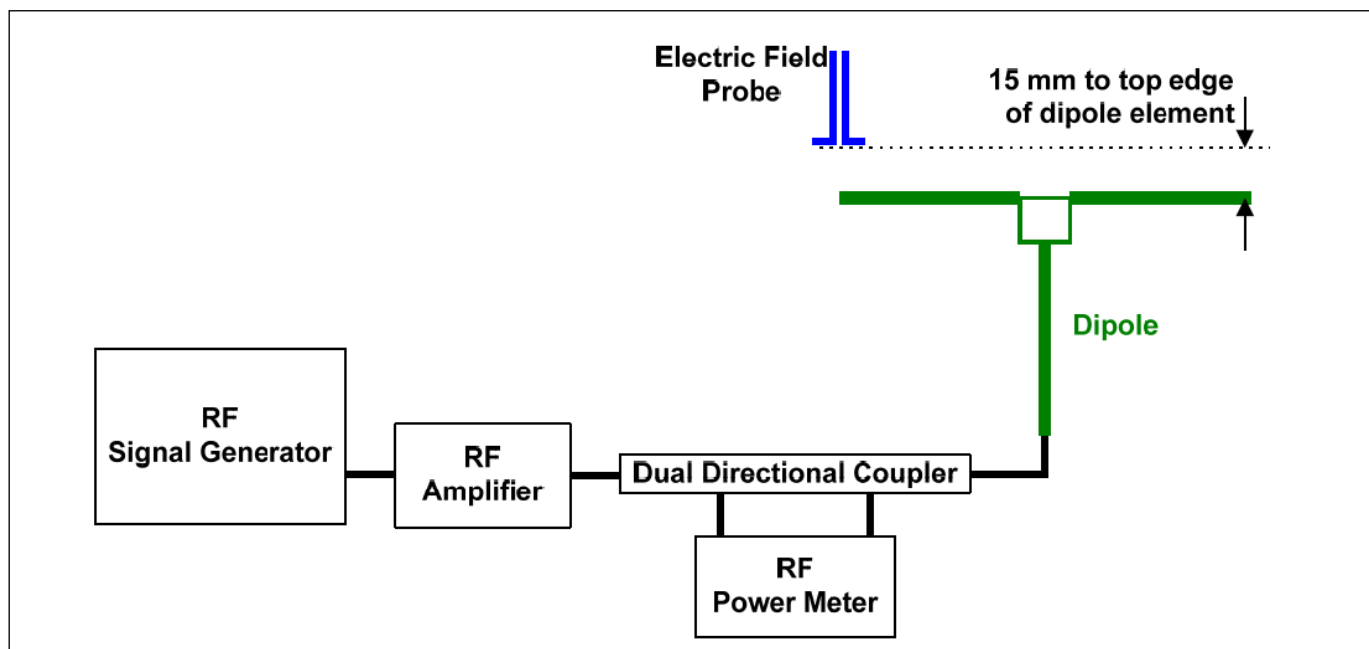 Electric Field
Probe
15 mm to top edge
of dipole element
Dipole
RF
Signal Generator
RF
Amplifier
Dual Directional Coupler
RF
Power Meter